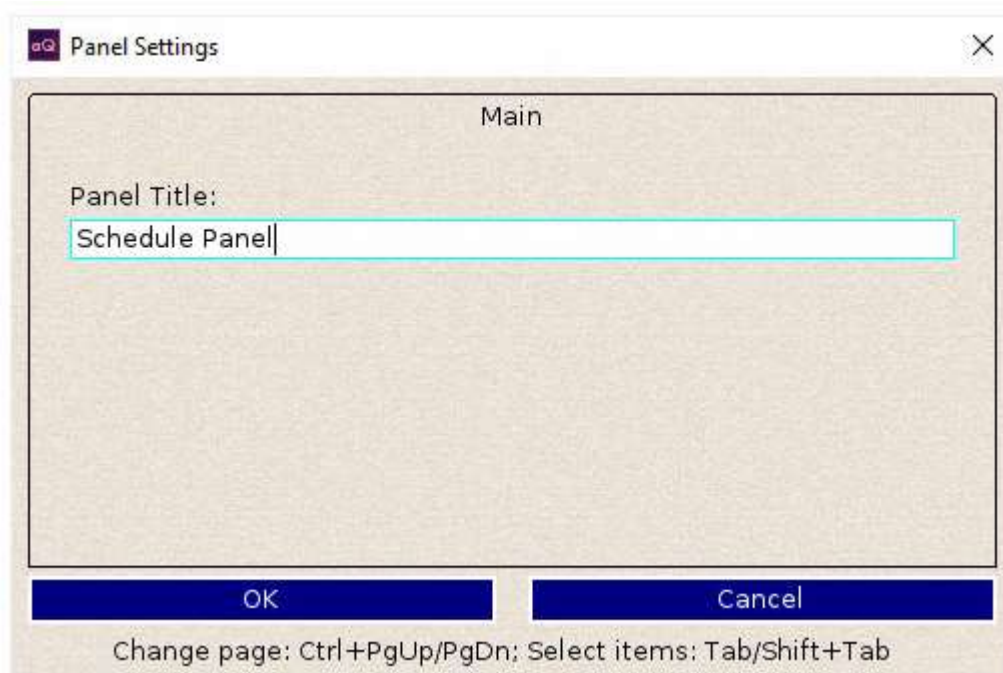 aQ Panel Settings
Main
Panel Title:
Schedule Panel
OK Cancel
Change page: Ctrl+PgUp/PgDn; Select items: Tab/Shift+Tab